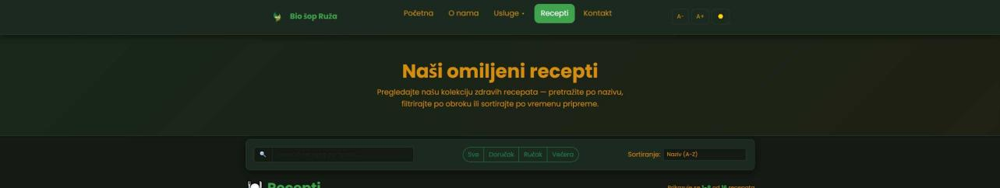 Bio šop Ruža
Početna O nama Usluge Recepti Kontakt
A- A+
Naši omiljeni recepti
Pregledajte našu kolekciju zdravih recepata — pretražite po nazivu,
filtrirajte po obroku ili sortirajte po vremenu pripreme.
Sve Doručak Ručak Večera
Sortiranje: Naziv (A-Z)
Recepti
Prikazuje se 1–6 od 16 recepata